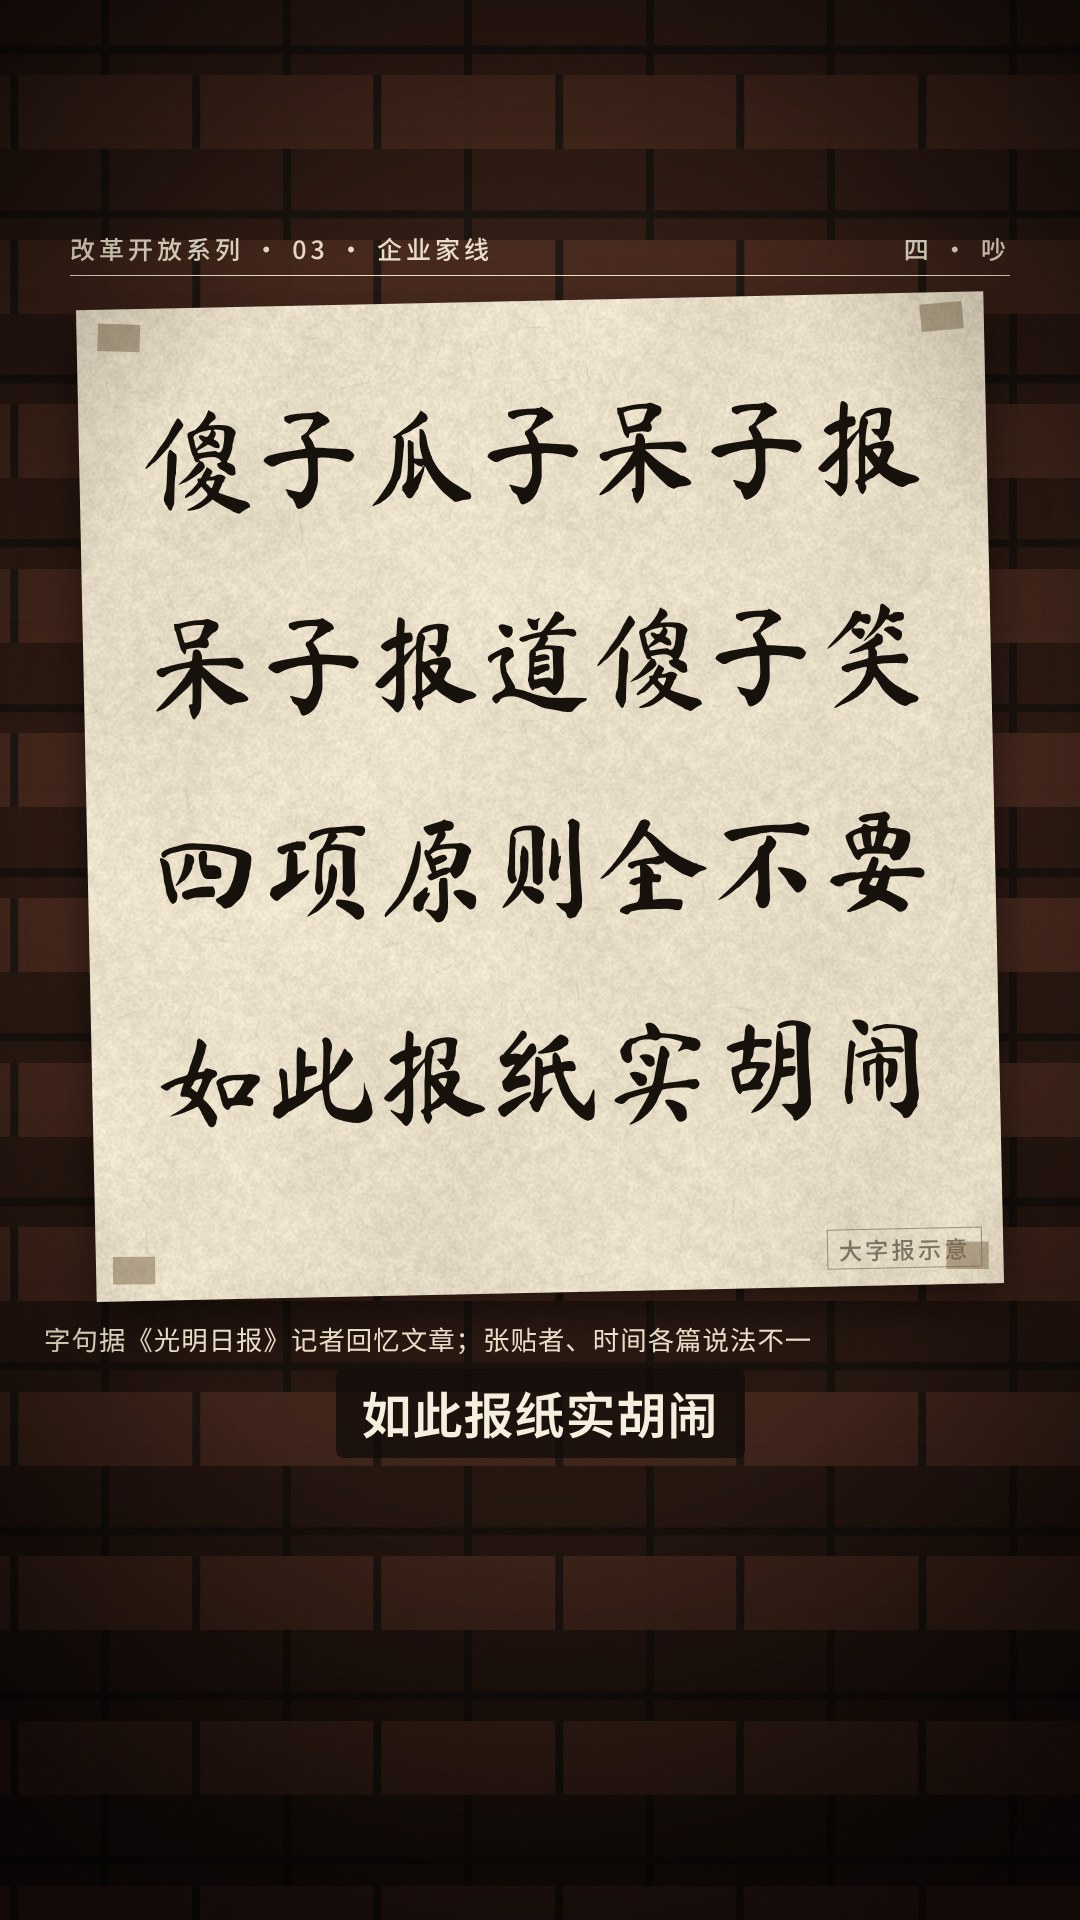 改革开放系列 · 03 · 企业家线
四 · 吵
傻子瓜子呆子报
呆子报道傻子笑
四项原则全不要
如此报纸实胡闹
大字报示意
字句据《光明日报》记者回忆文章；张贴者、时间各篇说法不一
如此报纸实胡闹